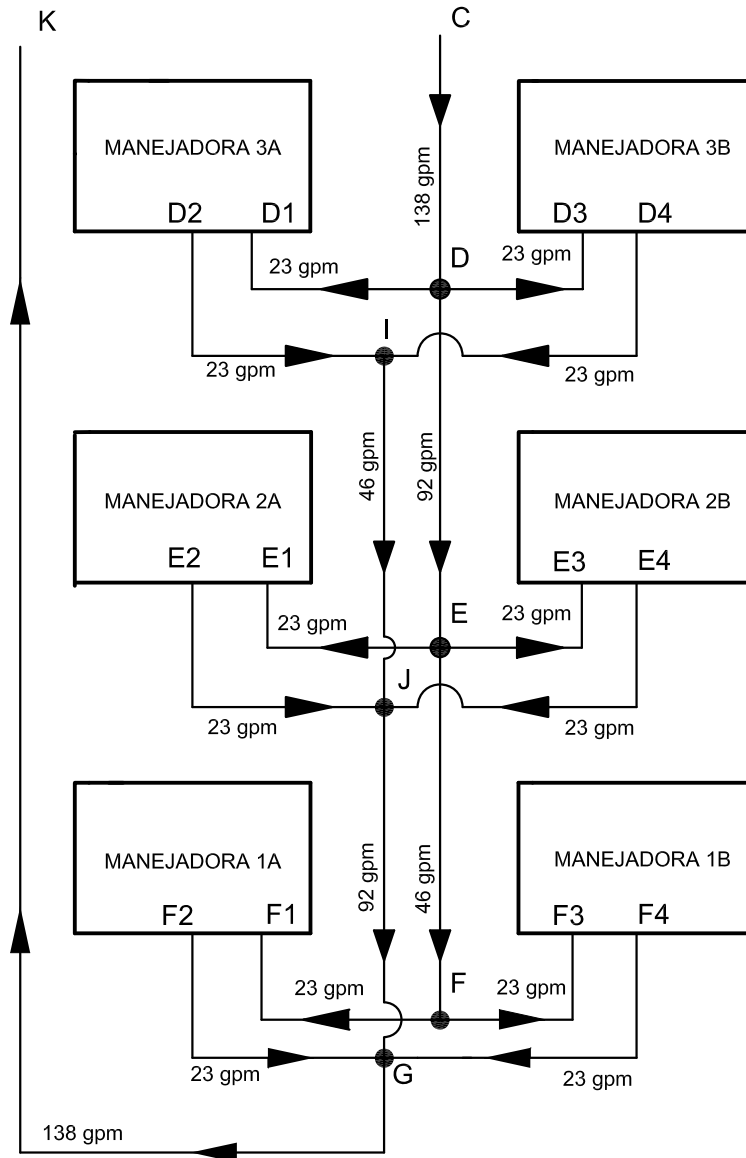 K
C
MANEJADORA 3A
MANEJADORA 3B
138 gpm
D2
D1
D3
D4
D
23 gpm
23 gpm
I
23 gpm
23 gpm
46 gpm
92 gpm
MANEJADORA 2A
MANEJADORA 2B
E2
E1
E3
E4
E
23 gpm
23 gpm
J
23 gpm
23 gpm
MANEJADORA 1A
MANEJADORA 1B
92 gpm
46 gpm
F2
F1
F3
F4
F
23 gpm
23 gpm
G
23 gpm
23 gpm
138 gpm